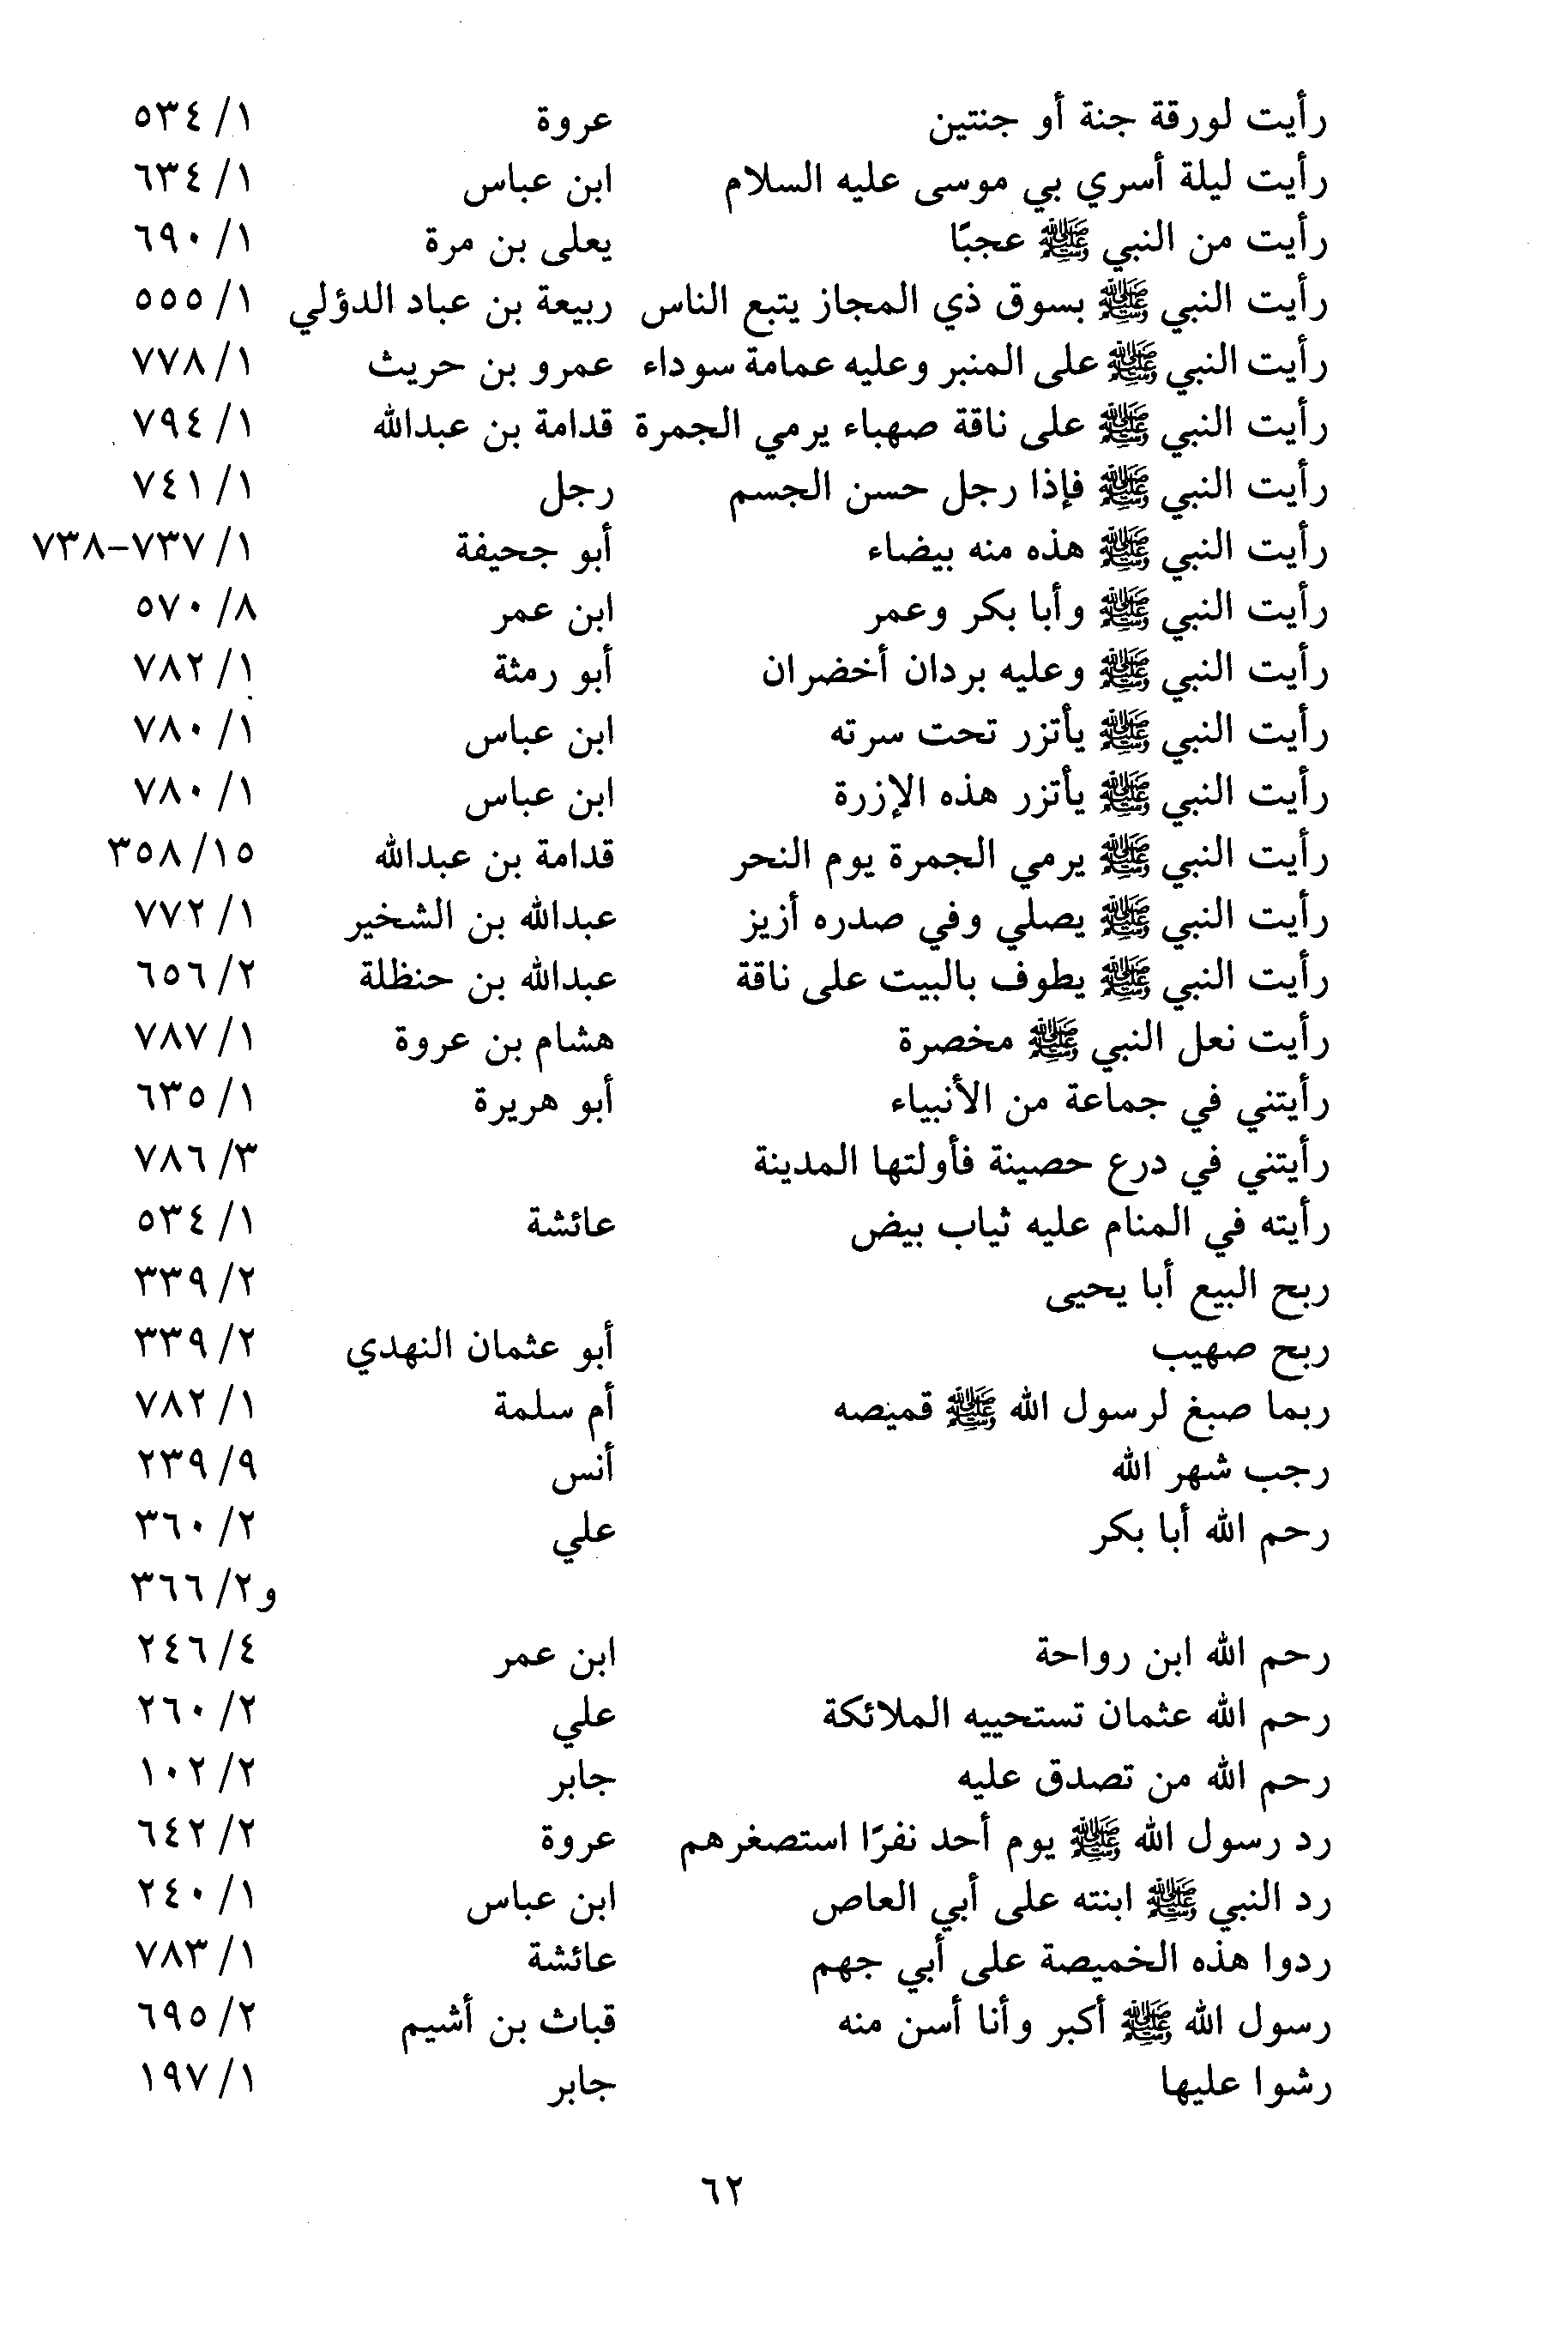 رأيت لورقة جنة أو جنتين عروة ١/ ٥٣٤
رأيت ليلة أسري بي موسى عليه السلام ابن عباس ١/ ٦٣٤
رأيت من النبي ﷺ عجبًا يعلى بن مرة ١/ ٦٩٠
رأيت النبي ﷺ بسوق ذي المجاز يتبع الناس ربيعة بن عباد الدؤلي ١/ ٥٥٥
رأيت النبي ﷺ على المنبر وعليه عمامة سوداء عمرو بن حريث ١/ ٧٧٨
رأيت النبي ﷺ على ناقة صهباء يرمي الجمرة قدامة بن عبدالله ١/ ٧٩٤
رأيت النبي ﷺ فإذا رجل حسن الجسم رجل ١/ ٧٤١
رأيت النبي ﷺ هذه منه بيضاء أبو جحيفة ١/ ٧٣٧-٧٣٨
رأيت النبي ﷺ وأبا بكر وعمر ابن عمر ٨/ ٥٧٠
رأيت النبي ﷺ وعليه بردان أخضران أبو رمثة ١/ ٧٨٢
رأيت النبي ﷺ يأتزر تحت سرته ابن عباس ١/ ٧٨٠
رأيت النبي ﷺ يأتزر هذه الإزرة ابن عباس ١/ ٧٨٠
رأيت النبي ﷺ يرمي الجمرة يوم النحر قدامة بن عبدالله ١٥/ ٣٥٨
رأيت النبي ﷺ يصلي وفي صدره أزيز عبدالله بن الشخير ١/ ٧٧٢
رأيت النبي ﷺ يطوف بالبيت على ناقة عبدالله بن حنظلة ٢/ ٦٥٦
رأيت نعل النبي ﷺ مخصرة هشام بن عروة ١/ ٧٨٧
رأيتني في جماعة من الأنبياء أبو هريرة ١/ ٦٣٥
رأيتني في درع حصينة فأولتها المدينة ٣/ ٧٨٦
رأيته في المنام عليه ثياب بيض عائشة ١/ ٥٣٤
ربح البيع أبا يحيى ٢/ ٣٣٩
ربح صهيب أبو عثمان النهدي ٢/ ٣٣٩
ربما صبغ لرسول الله ﷺ قميصه أم سلمة ١/ ٧٨٢
رجب شهر الله أنس ٩/ ٢٣٩
رحم الله أبا بكر علي ٢/ ٣٦٠
و٢/ ٣٦٦
رحم الله ابن رواحة ابن عمر ٤/ ٢٤٦
رحم الله عثمان تستحييه الملائكة علي ٢/ ٢٦٠
رحم الله من تصدق عليه جابر ٢/ ١٠٢
رد رسول الله ﷺ يوم أحد نفرًا استصغرهم عروة ٢/ ٦٤٢
رد النبي ﷺ ابنته على أبي العاص ابن عباس ١/ ٢٤٠
ردوا هذه الخميصة على أبي جهم عائشة ١/ ٧٨٣
رسول الله ﷺ أكبر وأنا أسن منه قباث بن أشيم ٢/ ٦٩٥
رشوا عليها جابر ١/ ١٩٧
٦٢